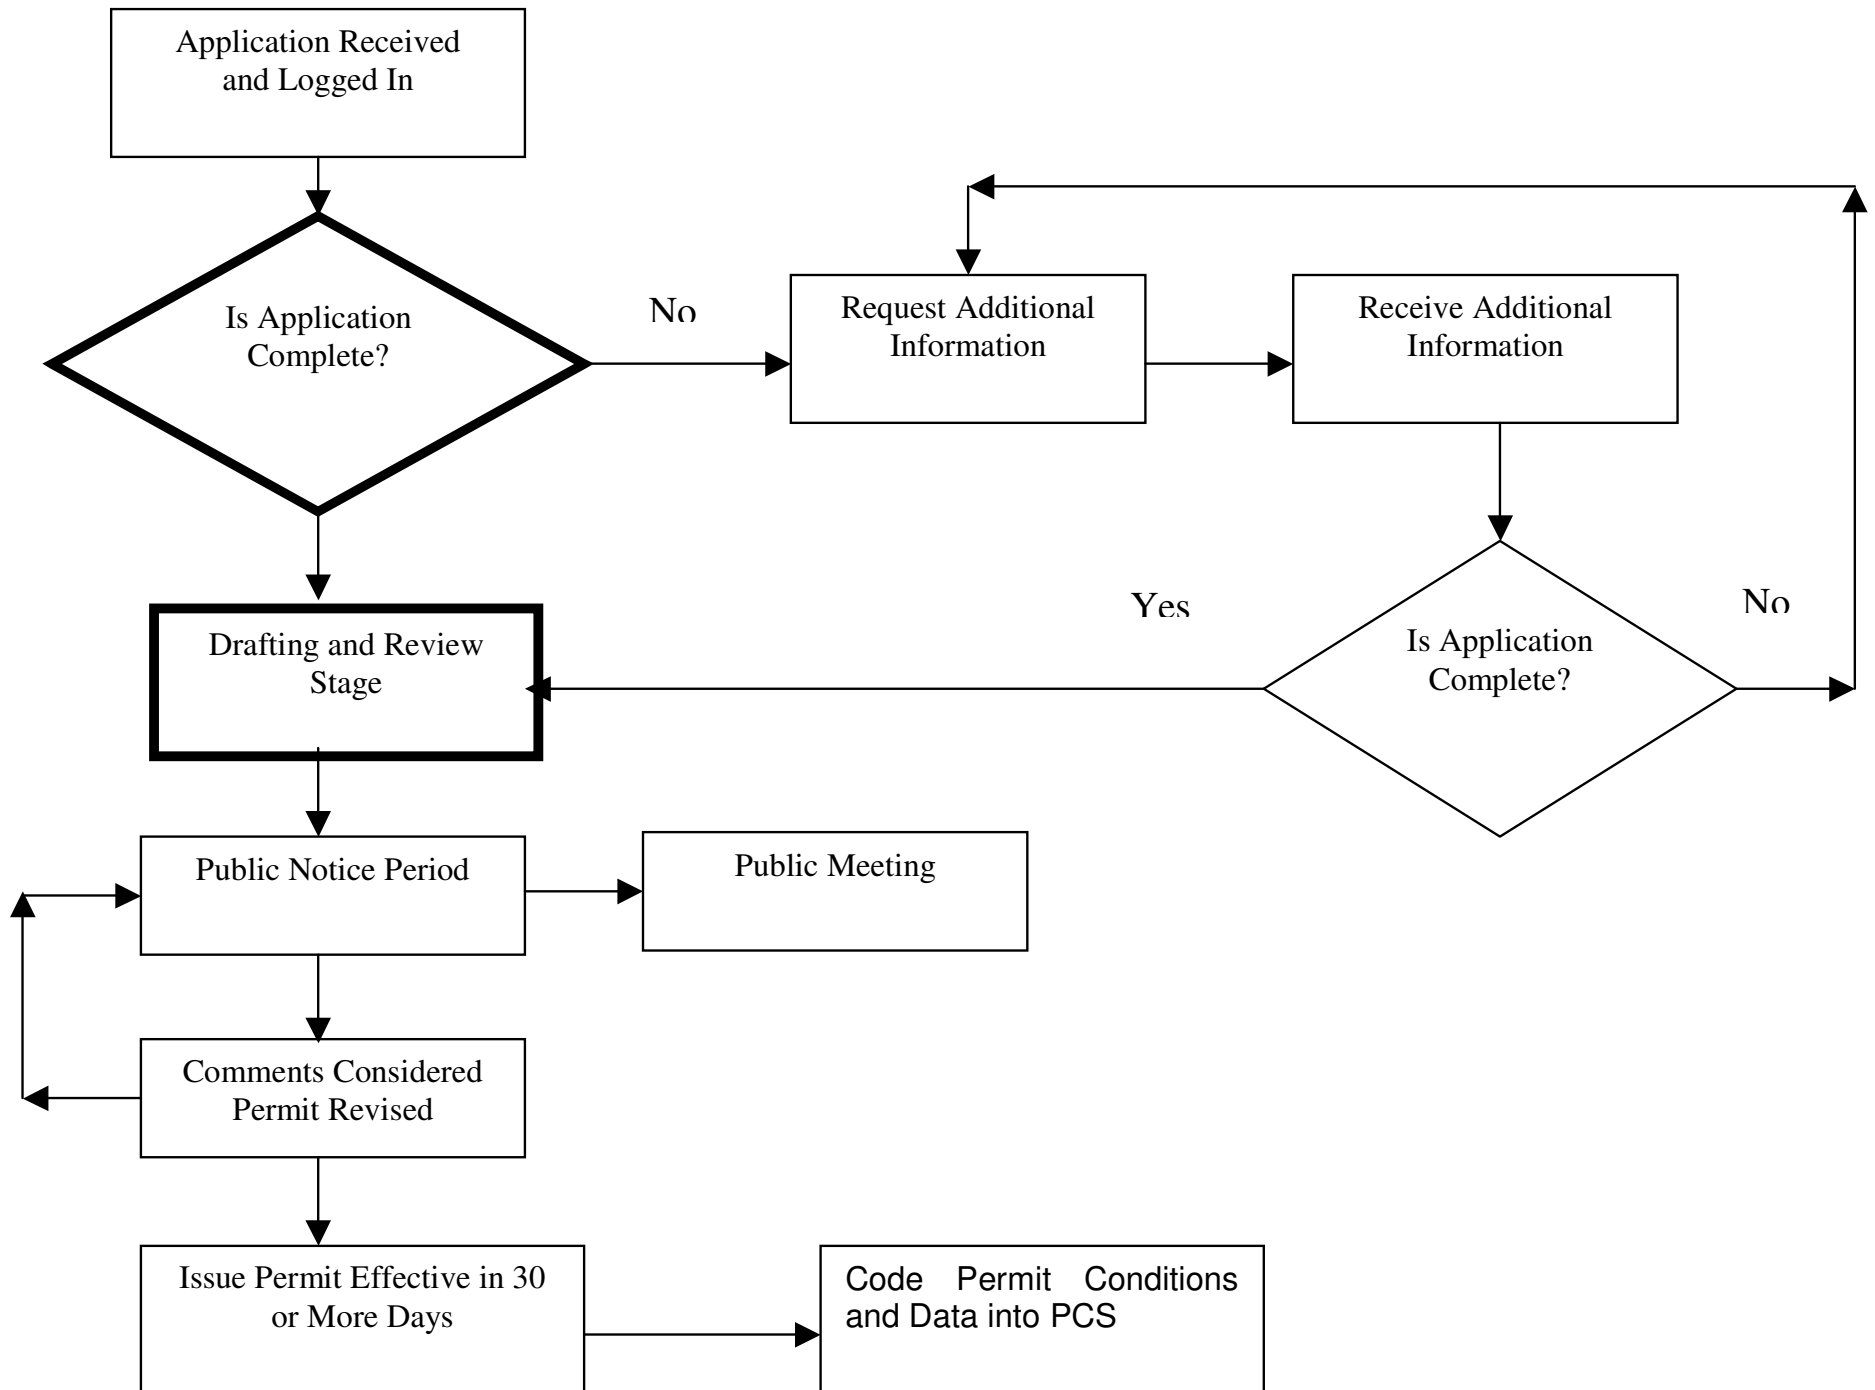 Application Received
and Logged In
Is Application
Complete?
No
Request Additional
Information
Receive Additional
Information
Yes
No
Is Application
Complete?
Drafting and Review
Stage
Public Notice Period
Public Meeting
Comments Considered
Permit Revised
Issue Permit Effective in 30
or More Days
Code Permit Conditions
and Data into PCS